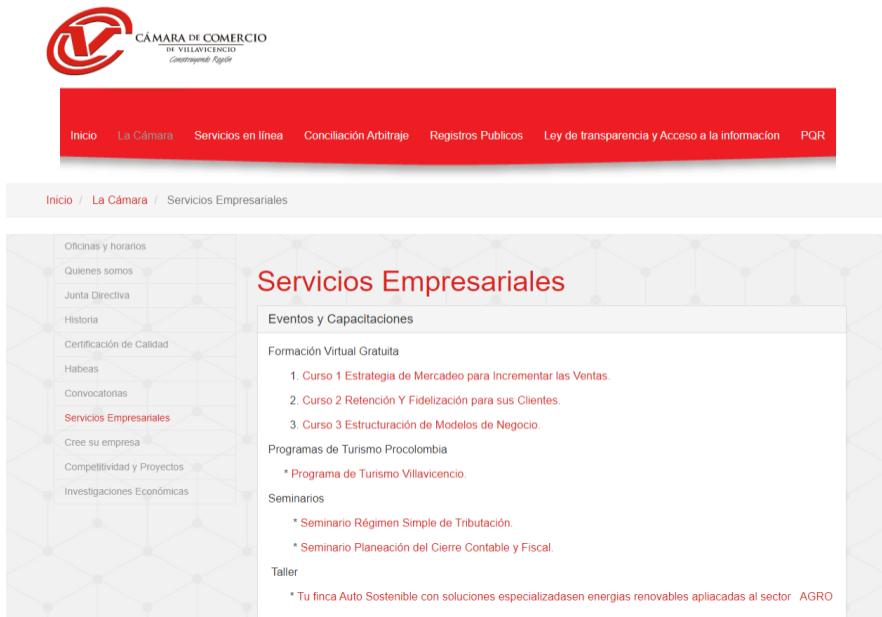 CÁMARA DE COMERCIO
DE VILLAVICENCIO
Construyendo Región
Inicio La Cámara Servicios en línea Conciliación Arbitraje Registros Publicos Ley de transparencia y Acceso a la informacíon PQR
Inicio / La Cámara / Servicios Empresariales
Oficinas y horarios
Quienes somos
Junta Directiva
Historia
Certificación de Calidad
Habeas
Convocatorias
Servicios Empresariales
Cree su empresa
Competitividad y Proyectos
Investigaciones Económicas
Servicios Empresariales
Eventos y Capacitaciones
Formación Virtual Gratuita
1. Curso 1 Estrategia de Mercadeo para Incrementar las Ventas.
2. Curso 2 Retención Y Fidelización para sus Clientes.
3. Curso 3 Estructuración de Modelos de Negocio.
Programas de Turismo Procolombia
* Programa de Turismo Villavicencio.
Seminarios
* Seminario Régimen Simple de Tributación.
* Seminario Planeación del Cierre Contable y Fiscal.
Taller
* Tu finca Auto Sostenible con soluciones especializadasen energias renovables apliacadas al sector AGRO